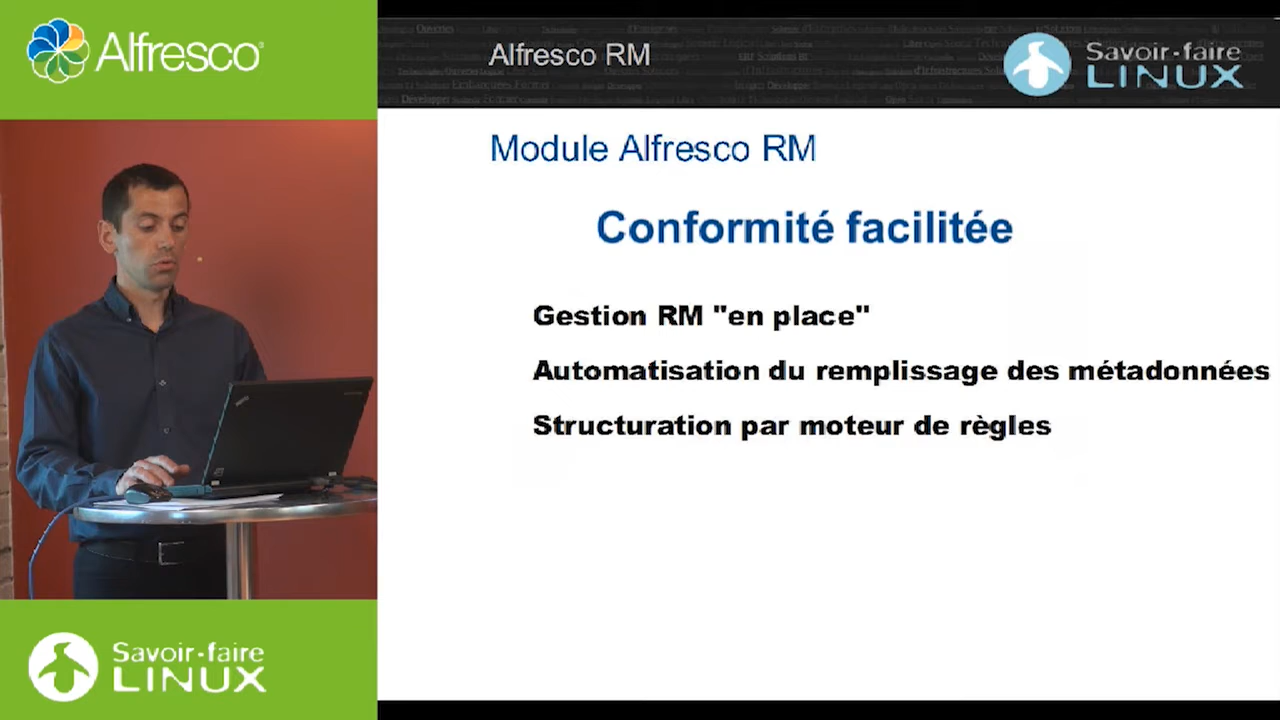 Alfresco
Alfresco RM
Savoir-faire
LINUX
Module Alfresco RM
Conformité facilitée
Gestion RM "en place"
Automatisation du remplissage des métadonnées
Structuration par moteur de règles
Savoir-faire
LINUX